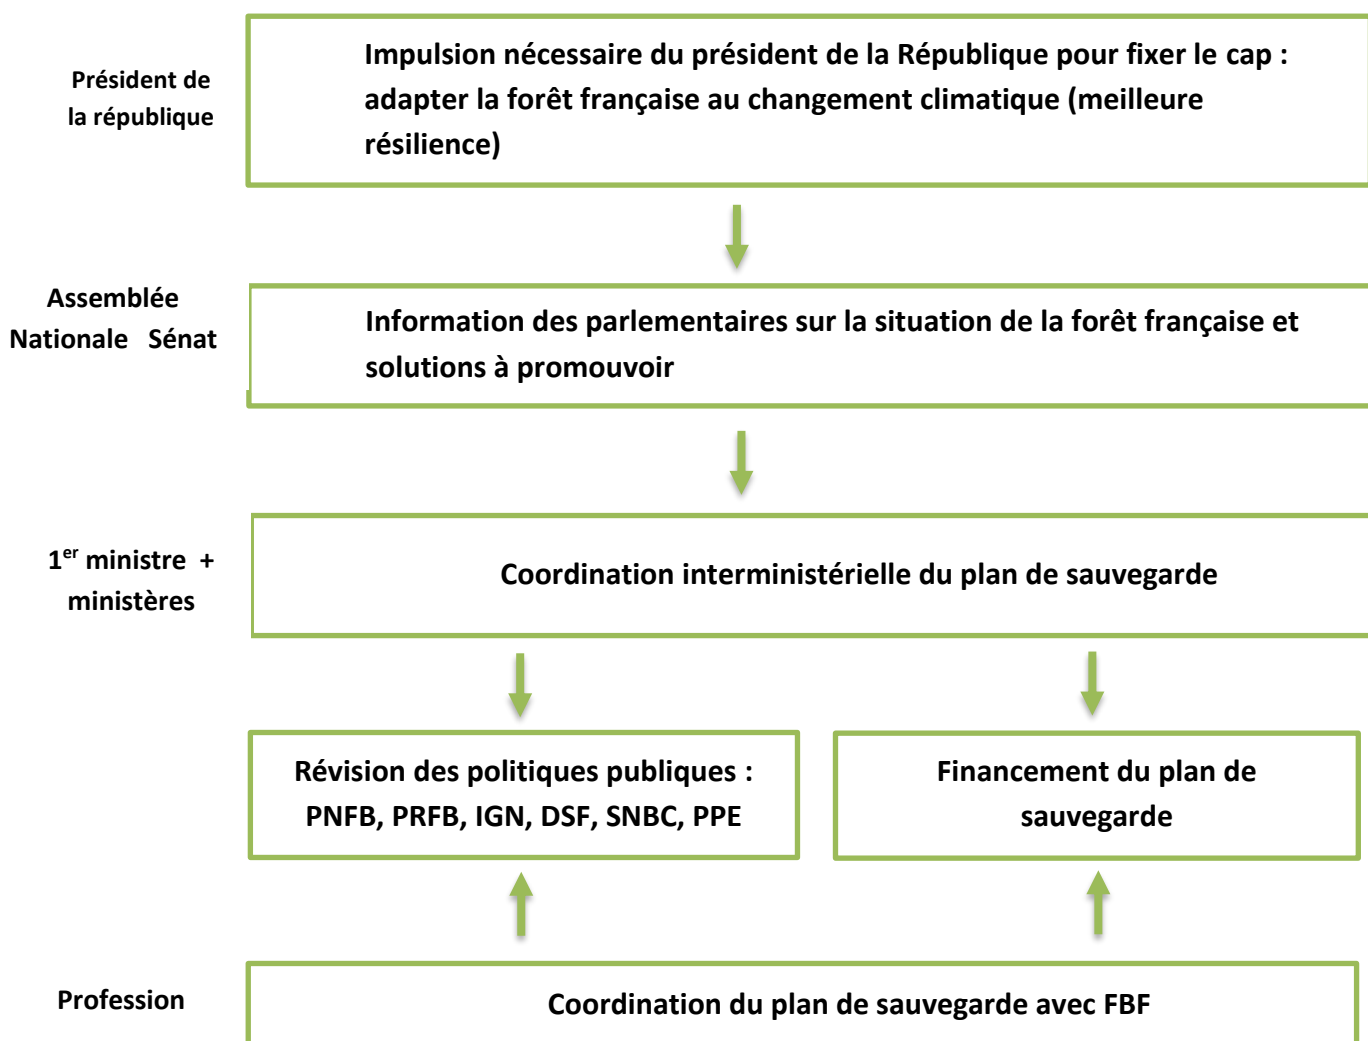 Président de
la république
Impulsion nécessaire du président de la République pour fixer le cap :
adapter la forêt française au changement climatique (meilleure
résilience)
Assemblée
Nationale Sénat
Information des parlementaires sur la situation de la forêt française et
solutions à promouvoir
1er ministre +
ministères
Coordination interministérielle du plan de sauvegarde
Révision des politiques publiques :
PNFB, PRFB, IGN, DSF, SNBC, PPE
Financement du plan de
sauvegarde
Profession
Coordination du plan de sauvegarde avec FBF